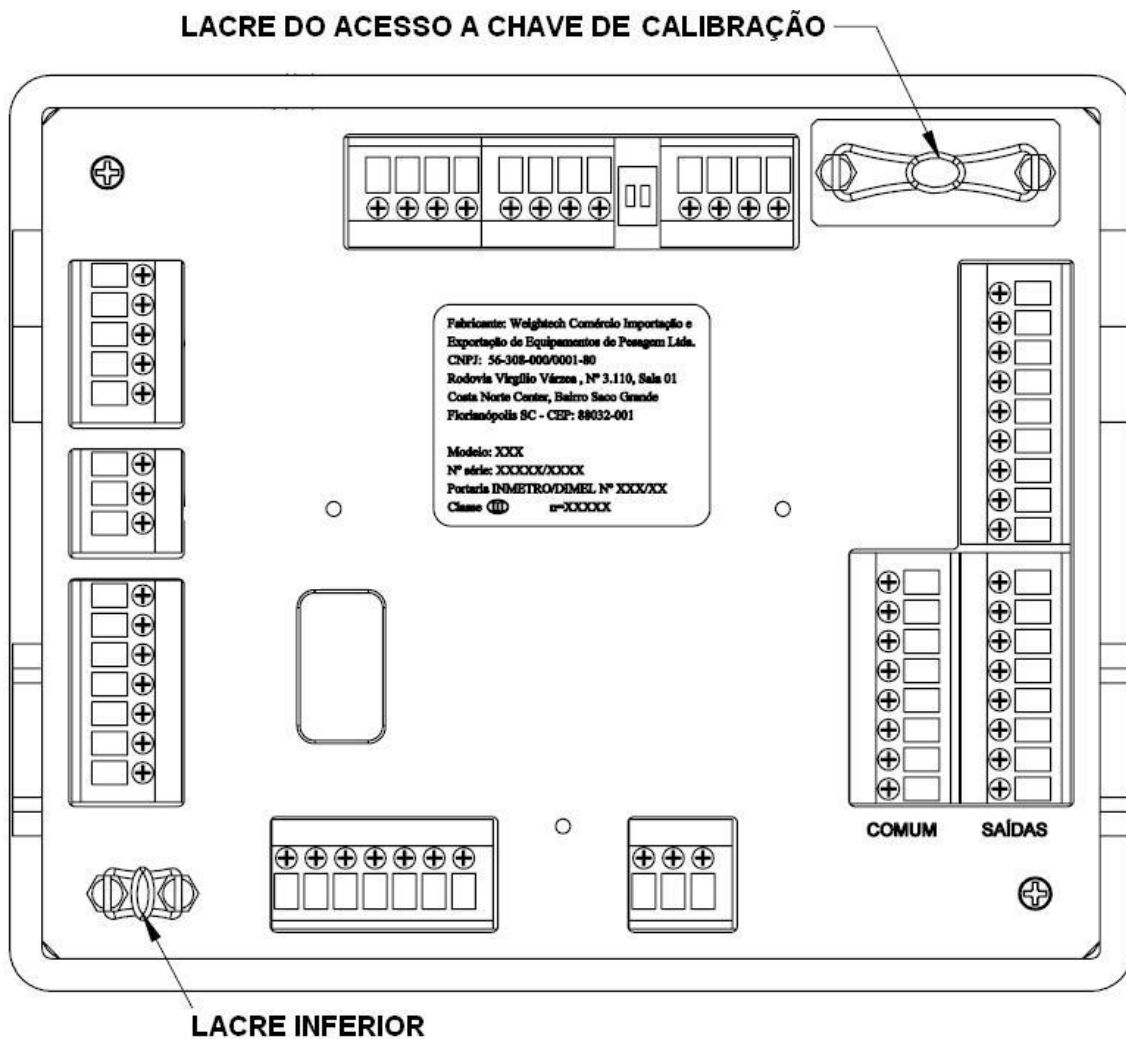 LACRE DO ACESSO A CHAVE DE CALIBRAÇÃO
Fabricante: Weightech Comércio Importação e
Exportação de Equipamentos de Pesagem Ltda.
CNPJ: 56-308-000/0001-80
Rodovia Virgílio Várzea , Nº 3.110, Sala 01
Costa Norte Center, Bairro Saco Grande
Florianópolis SC - CEP: 88032-001
Modelo: XXX
Nº série: XXXXX/XXXX
Portaria INMETRO/DIMEL Nº XXX/XX
Classe III n=XXXXX
COMUM SAÍDAS
LACRE INFERIOR